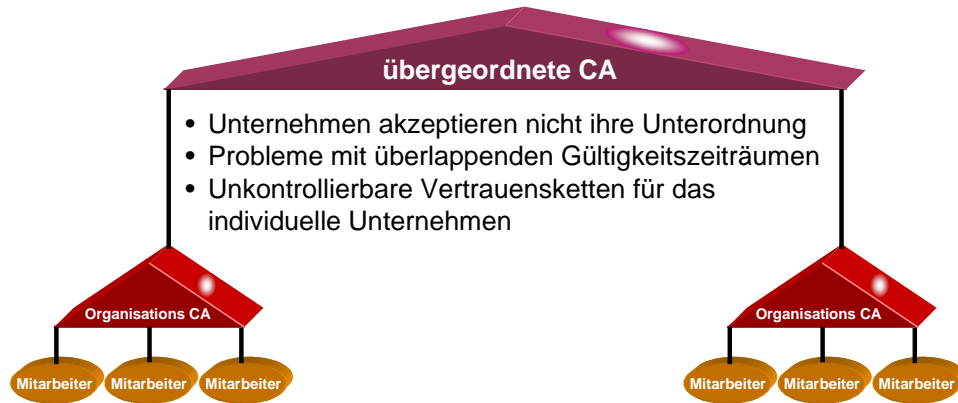 übergeordnete CA
• Unternehmen akzeptieren nicht ihre Unterordnung
• Probleme mit überlappenden Gültigkeitszeiträumen
• Unkontrollierbare Vertrauensketten für das
individuelle Unternehmen
Organisations CA
Organisations CA
Mitarbeiter Mitarbeiter Mitarbeiter
Mitarbeiter Mitarbeiter Mitarbeiter